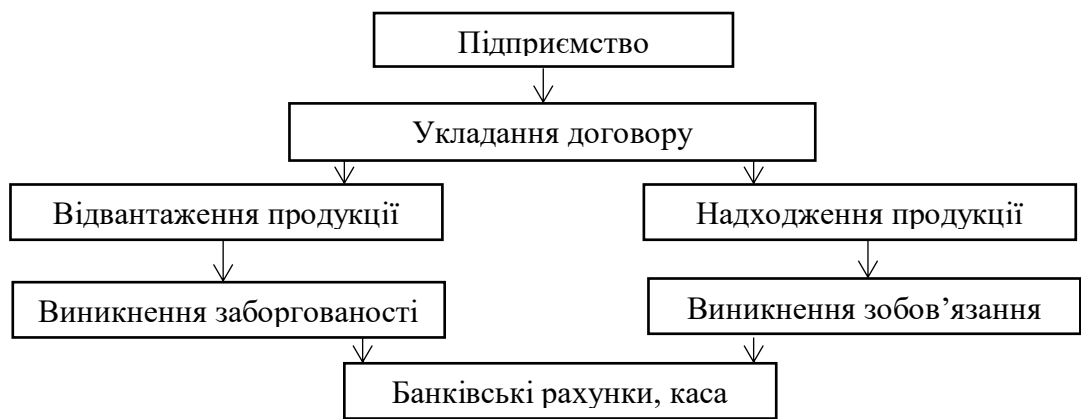 Підприємство
Укладання договору
Відвантаження продукції
Надходження продукції
Виникнення заборгованості
Виникнення зобов’язання
Банківські рахунки, каса